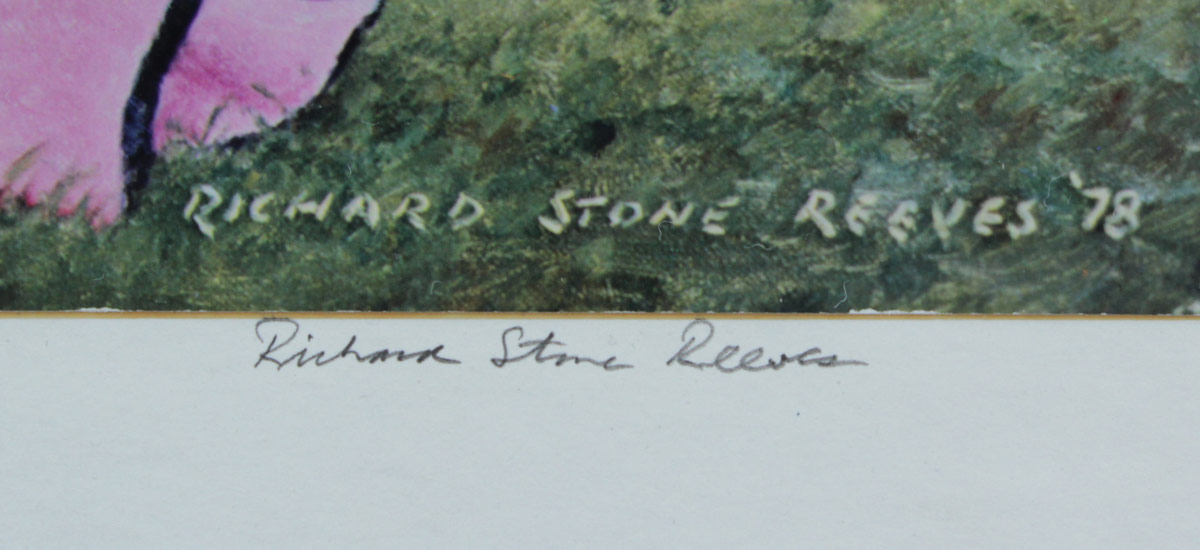 RICHARD STONE REEVES '78
Richard Stone Reeves